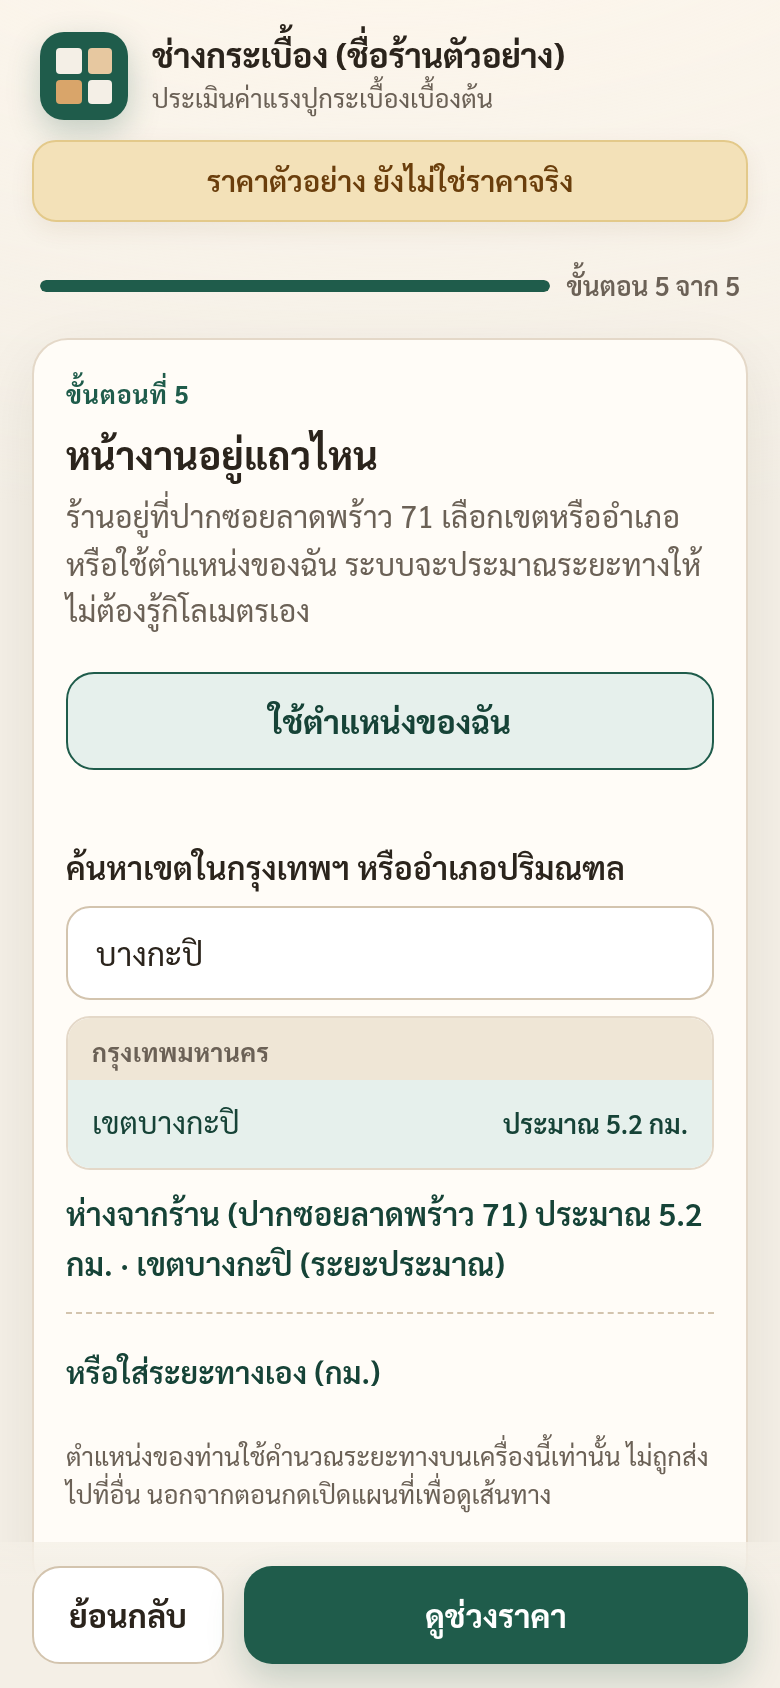 ช่างกระเบื้อง (ชื่อร้านตัวอย่าง)
ประเมินค่าแรงปูกระเบื้องเบื้องต้น
ราคาตัวอย่าง ยังไม่ใช่ราคาจริง
ขั้นตอน 5 จาก 5
ขั้นตอนที่ 5
หน้างานอยู่แถวไหน
ร้านอยู่ที่ปากซอยลาดพร้าว 71 เลือกเขตหรืออำเภอ
หรือใช้ตำแหน่งของฉัน ระบบจะประมาณระยะทางให้
ไม่ต้องรู้กิโลเมตรเอง
ใช้ตำแหน่งของฉัน
ค้นหาเขตในกรุงเทพฯ หรืออำเภอปริมณฑล
บางกะปิ
กรุงเทพมหานคร
เขตบางกะปิ ประมาณ 5.2 กม.
ห่างจากร้าน (ปากซอยลาดพร้าว 71) ประมาณ 5.2
กม. · เขตบางกะปิ (ระยะประมาณ)
หรือใส่ระยะทางเอง (กม.)
ตำแหน่งของท่านใช้คำนวณระยะทางบนเครื่องนี้เท่านั้น ไม่ถูกส่ง
ไปที่อื่น นอกจากตอนกดเปิดแผนที่เพื่อดูเส้นทาง
ย้อนกลับ
ดูช่วงราคา